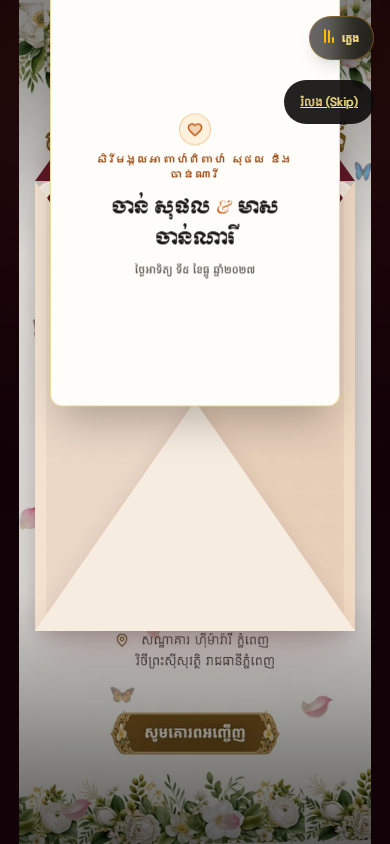 ភ្លេង
រំលង (Skip)
សិរីមង្គលអាពាហ៍ពិពាហ៍ សុផល និង
ចាន់ណារី
ចាន់ សុផល & មាស
ចាន់ណារី
ថ្ងៃអាទិត្យ ទី៥ ខែធ្នូ ឆ្នាំ២០២៧
សណ្ឋាគារ ហ៊ីម៉ាវ៉ារី ភ្នំពេញ
វិថីព្រះស៊ីសុវត្ថិ រាជធានីភ្នំពេញ
សូមគោរពអញ្ជើញ